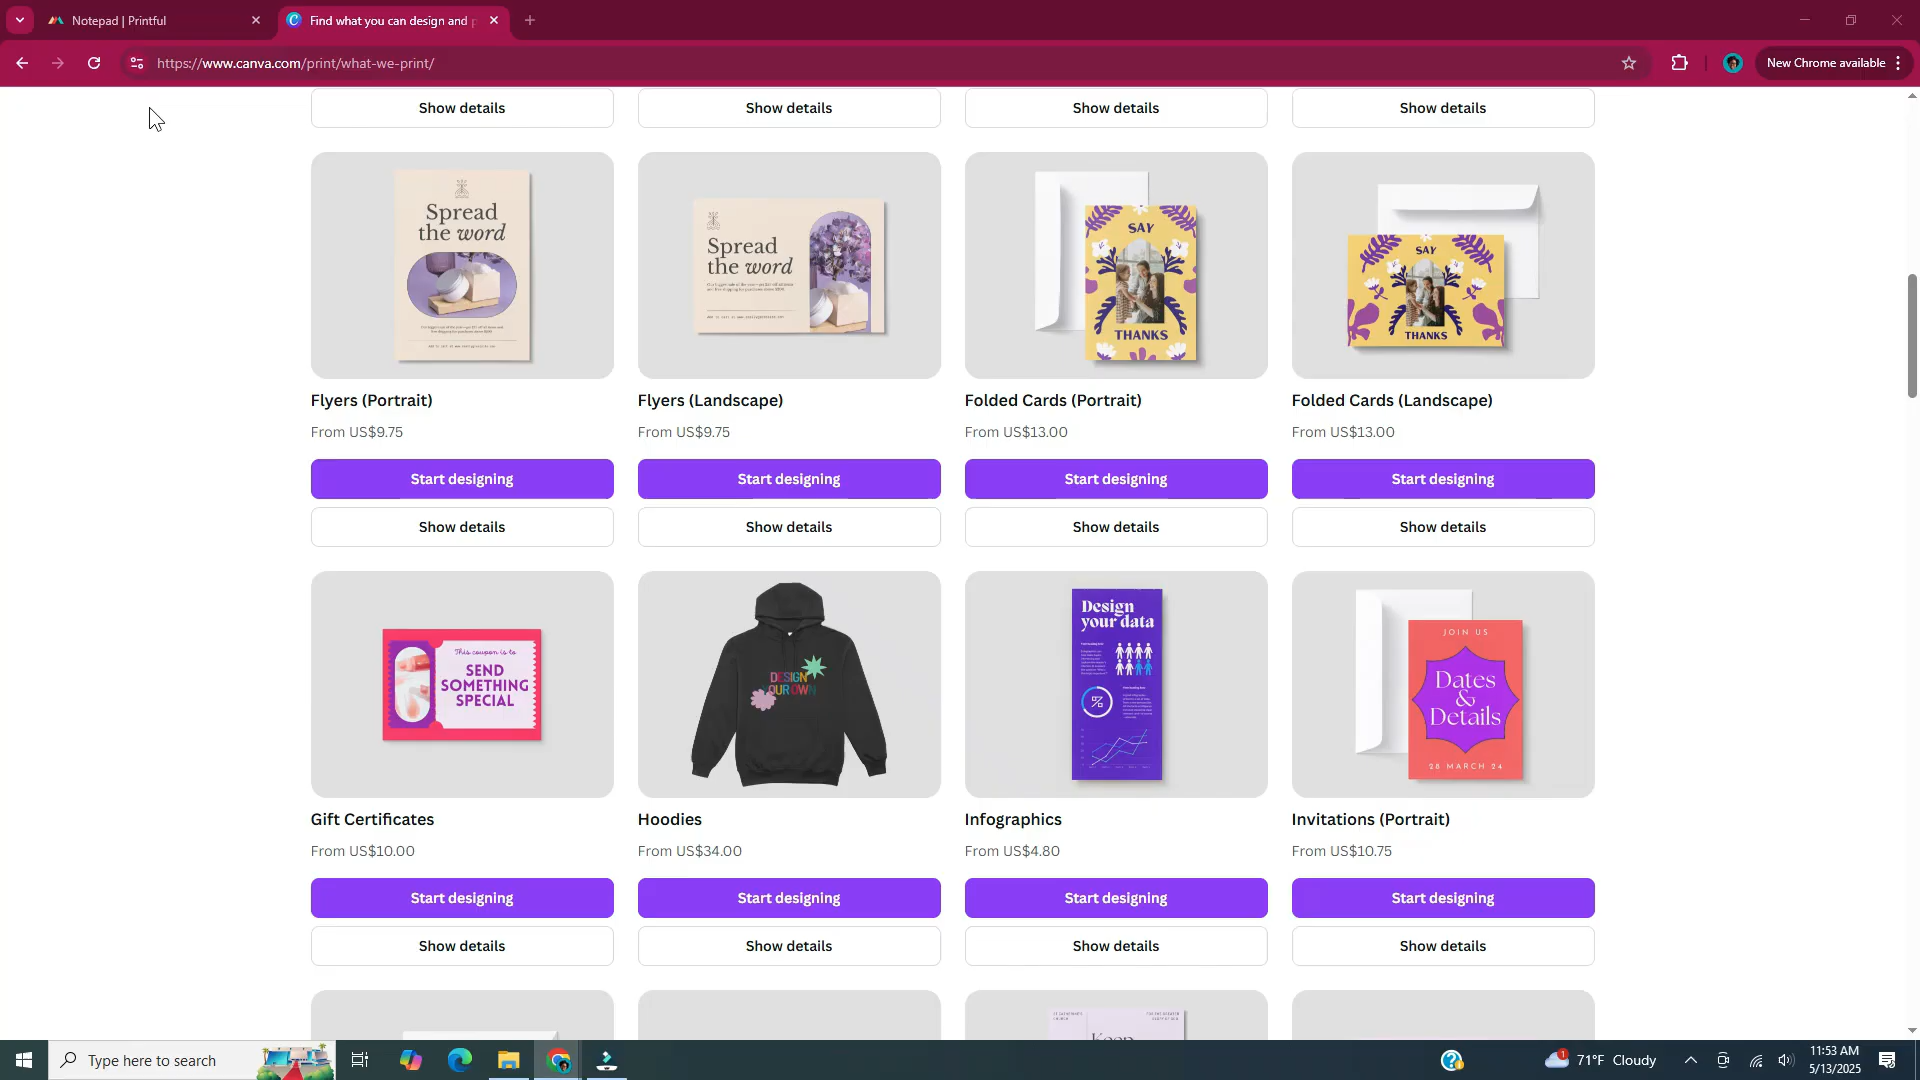 Notepad | Printful
Find what you can design and p
https://www.canva.com/print/what-we-print/
New Chrome available
Show details
Show details
Show details
Show details
Spread
the word
Spread
the word
SAY
THANKS
SAY
THANKS
Flyers (Portrait)
Flyers (Landscape)
Folded Cards (Portrait)
Folded Cards (Landscape)
From US$9.75
From US$9.75
From US$13.00
From US$13.00
Start designing
Start designing
Start designing
Start designing
Show details
Show details
Show details
Show details
This coupon is to
SEND
SOMETHING
SPECIAL
DESIGN
OUR OWN
Design
your data
JOIN US
Dates
&
Details
28 MARCH 24
Gift Certificates
Hoodies
Infographics
Invitations (Portrait)
From US$10.00
From US$34.00
From US$4.80
From US$10.75
Start designing
Start designing
Start designing
Start designing
Show details
Show details
Show details
Show details
Keep
Type here to search
1
71°F Cloudy
11:53 AM
5/13/2025